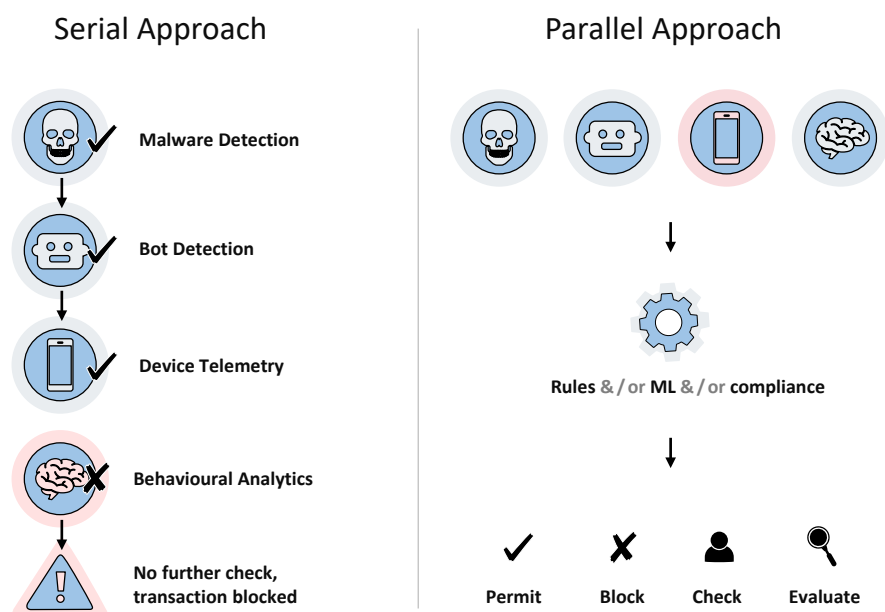 Serial Approach
Parallel Approach
Malware Detection
Bot Detection
Device Telemetry
Behavioural Analytics
No further check,
transaction blocked
Rules & / or ML & / or compliance
Permit
Block
Check
Evaluate